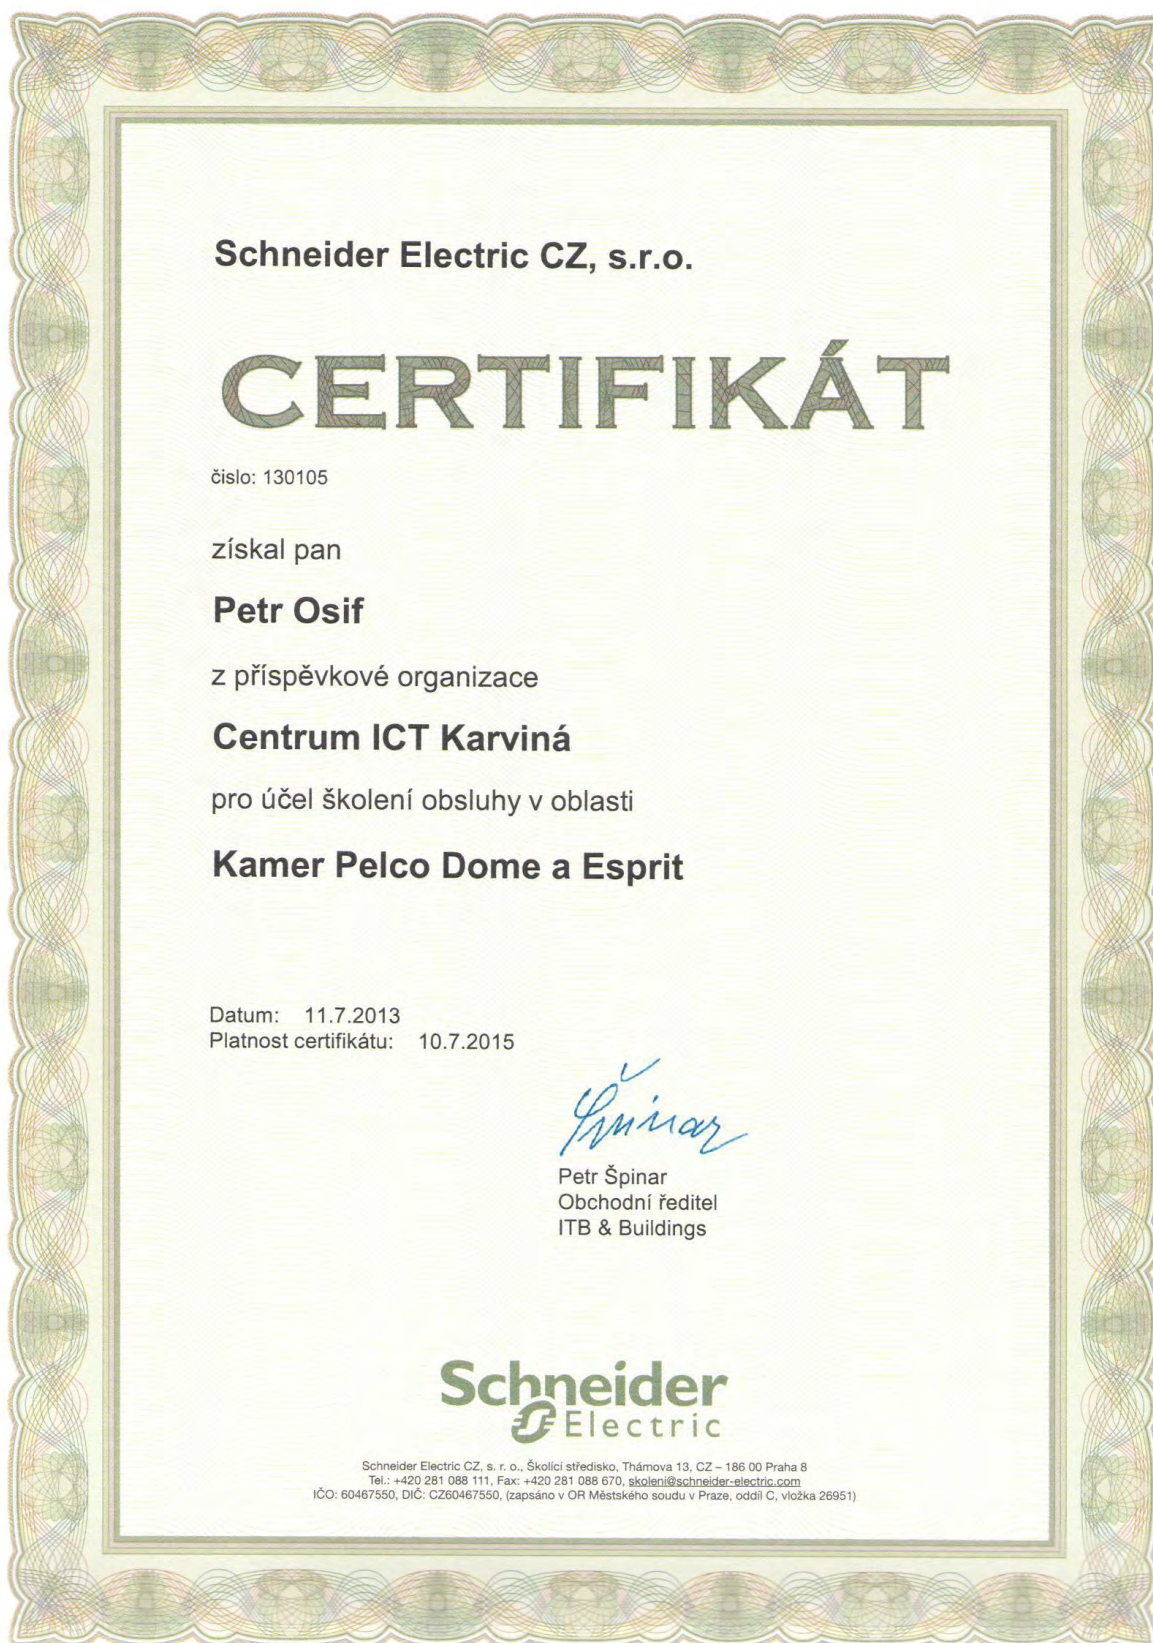 Schneider Electric CZ, s.r.o.
CERTIFIKÁT
čislo: 130105
získal pan
Petr Osif
z příspěvkové organizace
Centrum ICT Karviná
pro účel školení obsluhy v oblasti
Kamer Pelco Dome a Esprit
Datum: 11.7.2013
Platnost certifikátu: 10.7.2015
Špinar
Petr Špinar
Obchodní ředitel
ITB & Buildings
Schneider
Electric
Schneider Electric CZ, s. r. o., Školící středisko, Thámova 13, CZ – 186 00 Praha 8
Tel.: +420 281 088 111, Fax: +420 281 088 670, skoleni@schneider-electric.com
IČO: 60467550, DIČ: CZ60467550, (zapsáno v OR Městského soudu v Praze, oddíl C, vložka 26951)